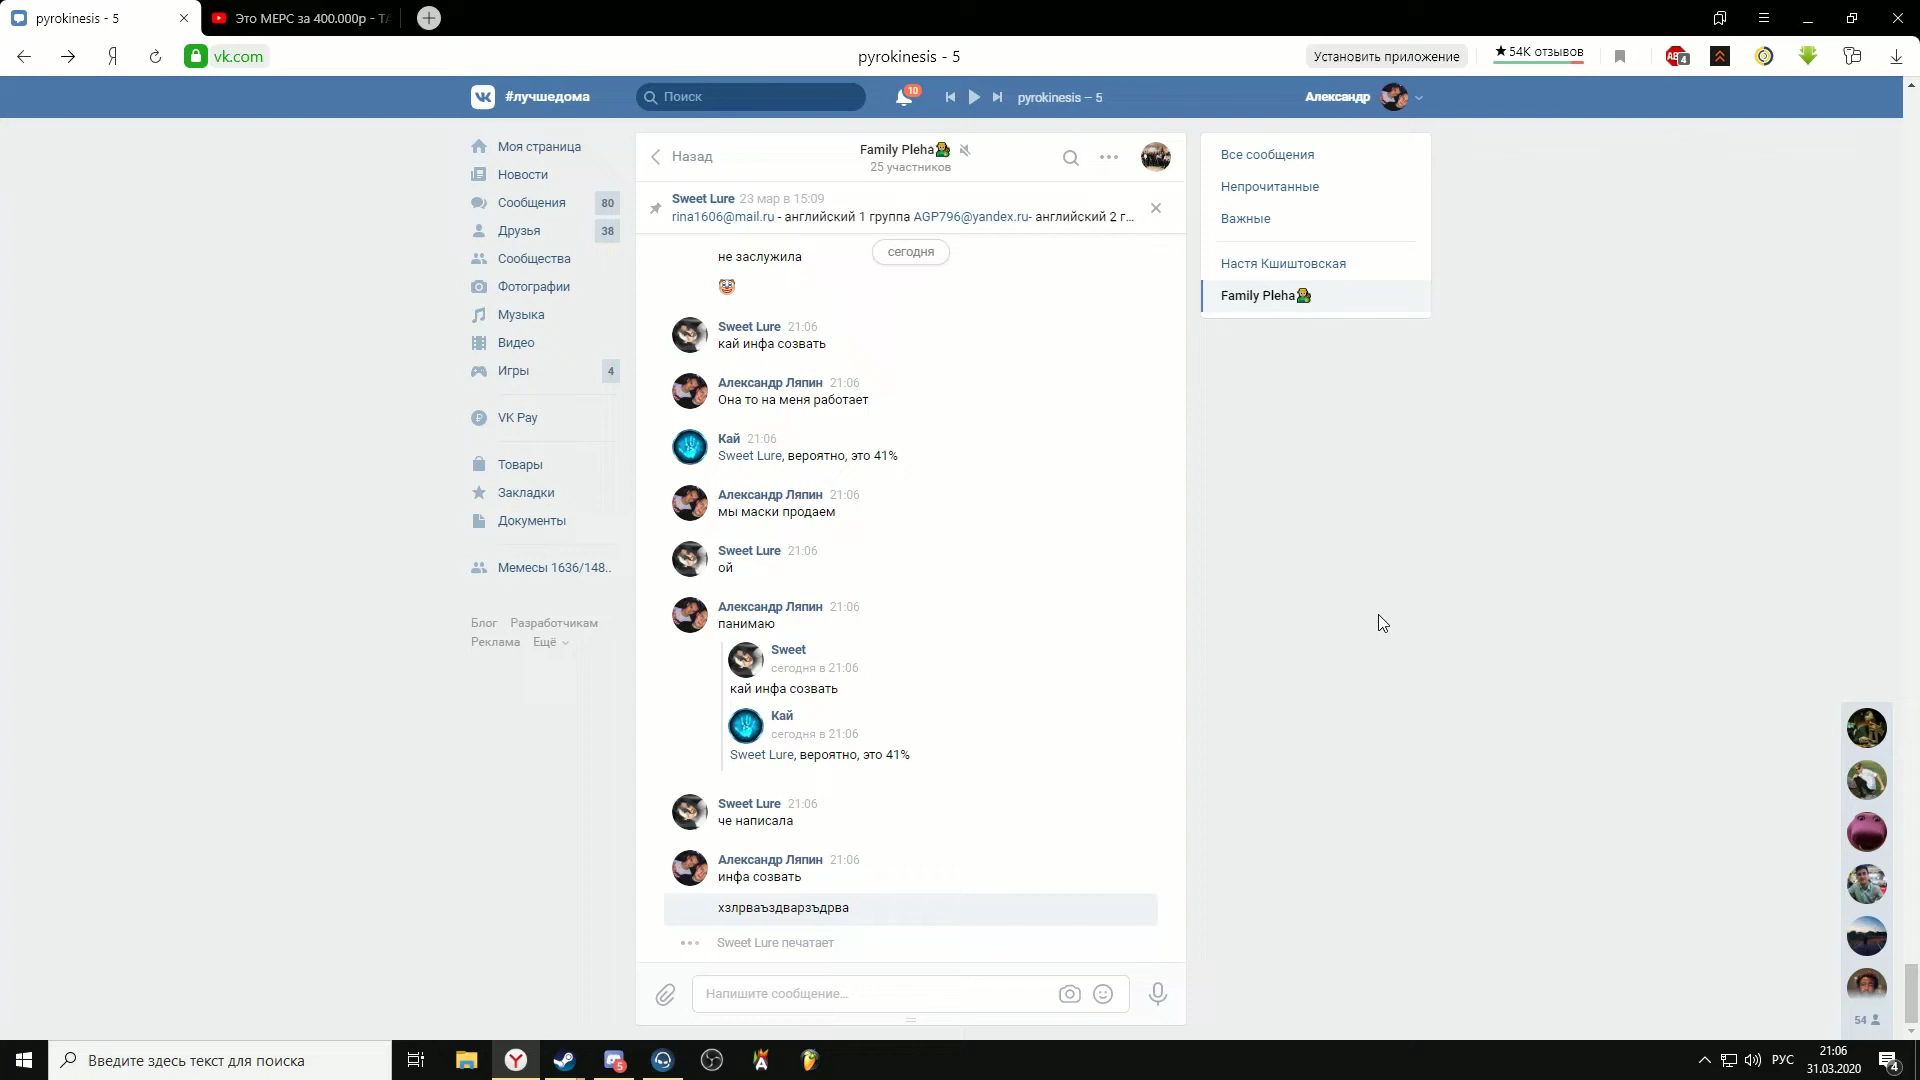 pyrokinesis - 5
Это МЕРС за 400.000р - ТА
vk.com
pyrokinesis - 5
Установить приложение
★54K отзывов
4
#лучшедома
Поиск
10
pyrokinesis – 5
Александр
Моя страница
Новости
Сообщения 80
Друзья 38
Сообщества
Фотографии
Музыка
Видео
Игры 4
VK Pay
Товары
Закладки
Документы
Мемесы 1636/148..
Блог Разработчикам
Реклама Ещё
Назад
Family Pleha
25 участников
Sweet Lure 23 мар в 15:09
rina1606@mail.ru - английский 1 группа AGP796@yandex.ru- английский 2 г...
сегодня
не заслужила
Sweet Lure 21:06
кай инфа созвать
Александр Ляпин 21:06
Она то на меня работает
Кай 21:06
Sweet Lure, вероятно, это 41%
Александр Ляпин 21:06
мы маски продаем
Sweet Lure 21:06
ой
Александр Ляпин 21:06
панимаю
Sweet
сегодня в 21:06
кай инфа созвать
Кай
сегодня в 21:06
Sweet Lure, вероятно, это 41%
Sweet Lure 21:06
че написала
Александр Ляпин 21:06
инфа созвать
хзлрваъздварзъдрва
Sweet Lure печатает
Напишите сообщение...
Все сообщения
Непрочитанные
Важные
Настя Кшиштовская
Family Pleha
54
Введите здесь текст для поиска
5
РУС
21:06
31.03.2020
4